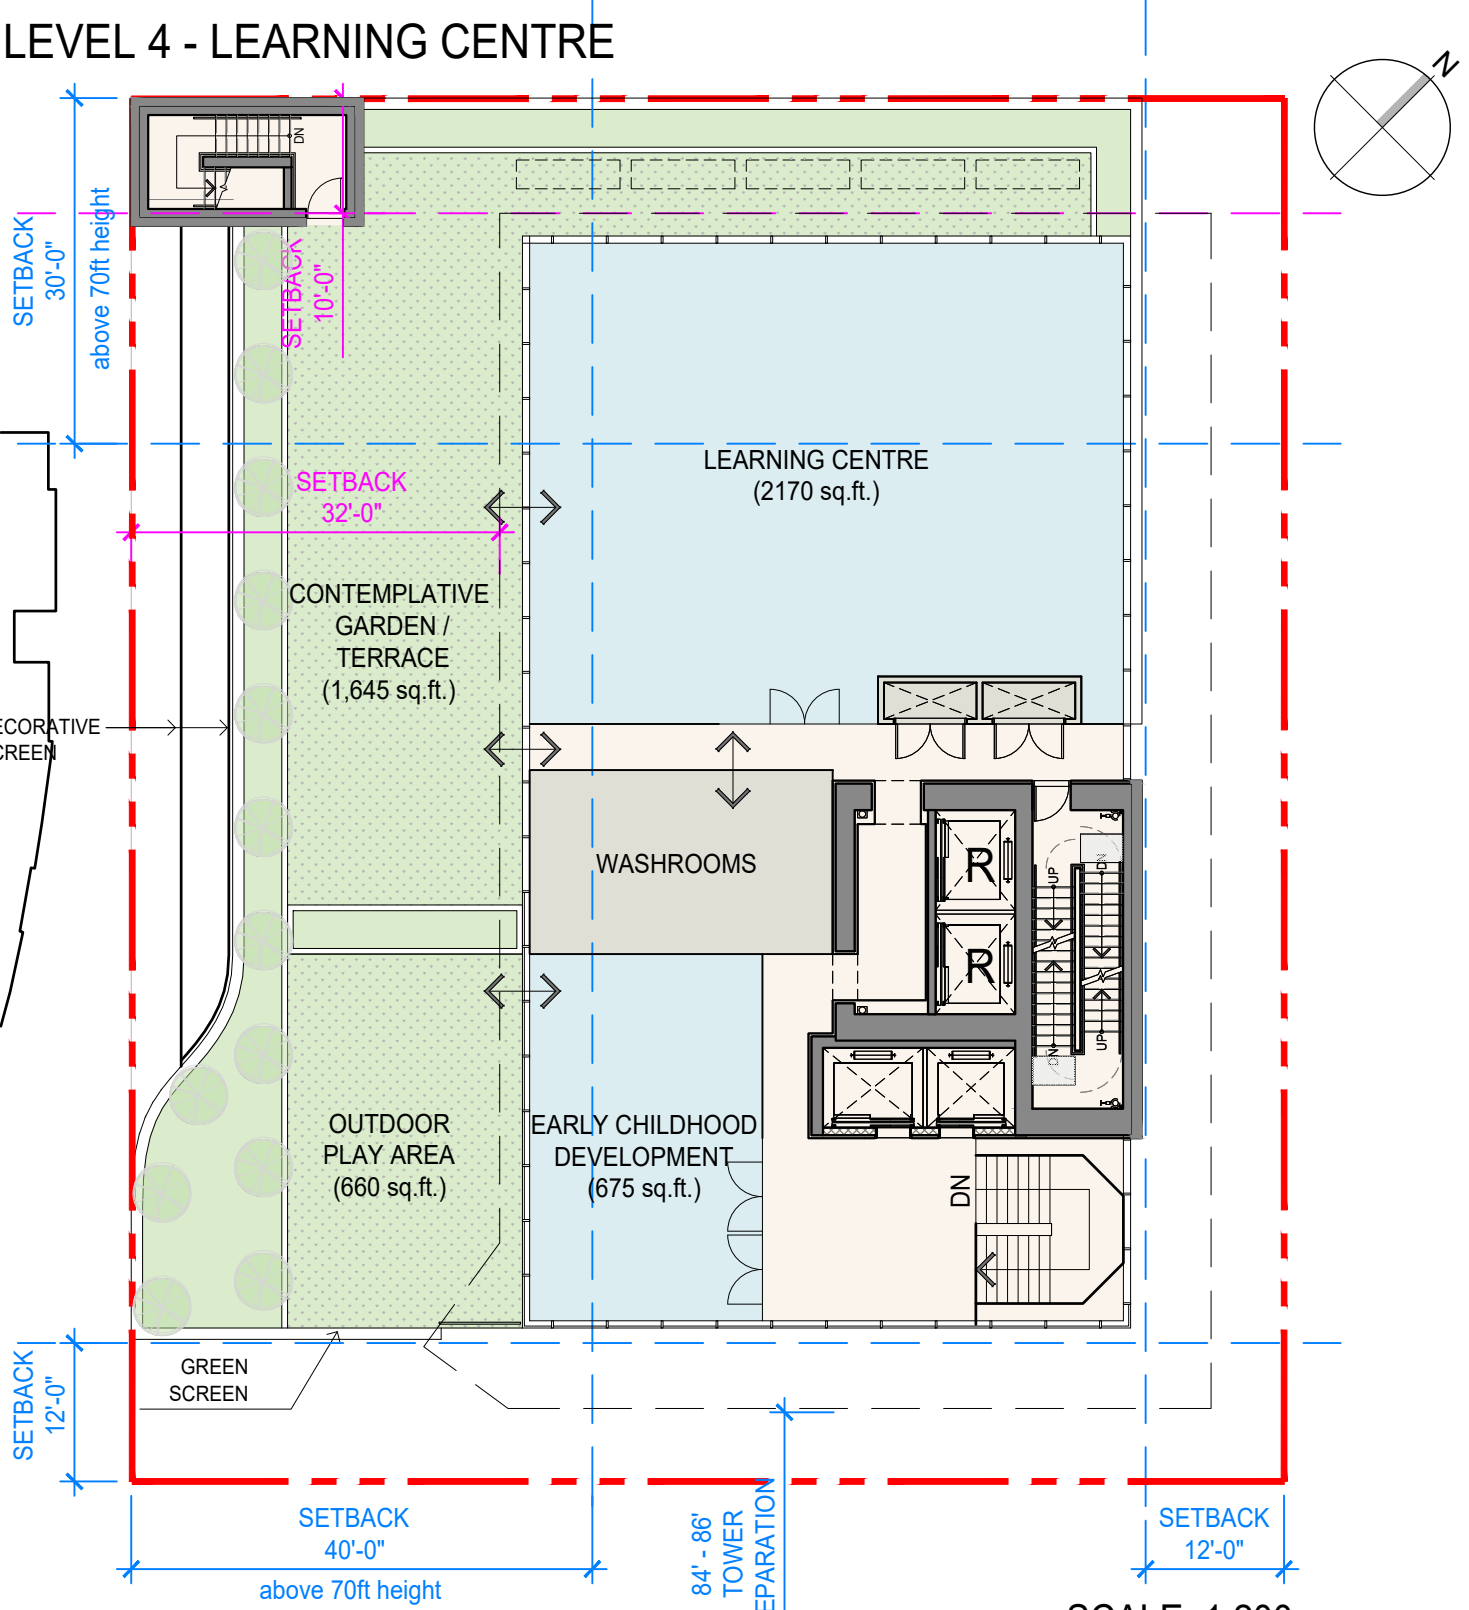 LEVEL 4 - LEARNING CENTRE
N
DN
SETBACK
30'-0"
above 70ft height
SETBACK
10'-0"
LEARNING CENTRE
(2170 sq.ft.)
SETBACK
32'-0"
CONTEMPLATIVE
GARDEN /
TERRACE
(1,645 sq.ft.)
ECORATIVE
CREEN
WASHROOMS
R
R
UP
DN
DN
UP
OUTDOOR
PLAY AREA
(660 sq.ft.)
EARLY CHILDHOOD
DEVELOPMENT
(675 sq.ft.)
DN
GREEN
SCREEN
SETBACK
12'-0"
SETBACK
40'-0"
above 70ft height
84' - 86'
TOWER
EPARATION
SETBACK
12'-0"